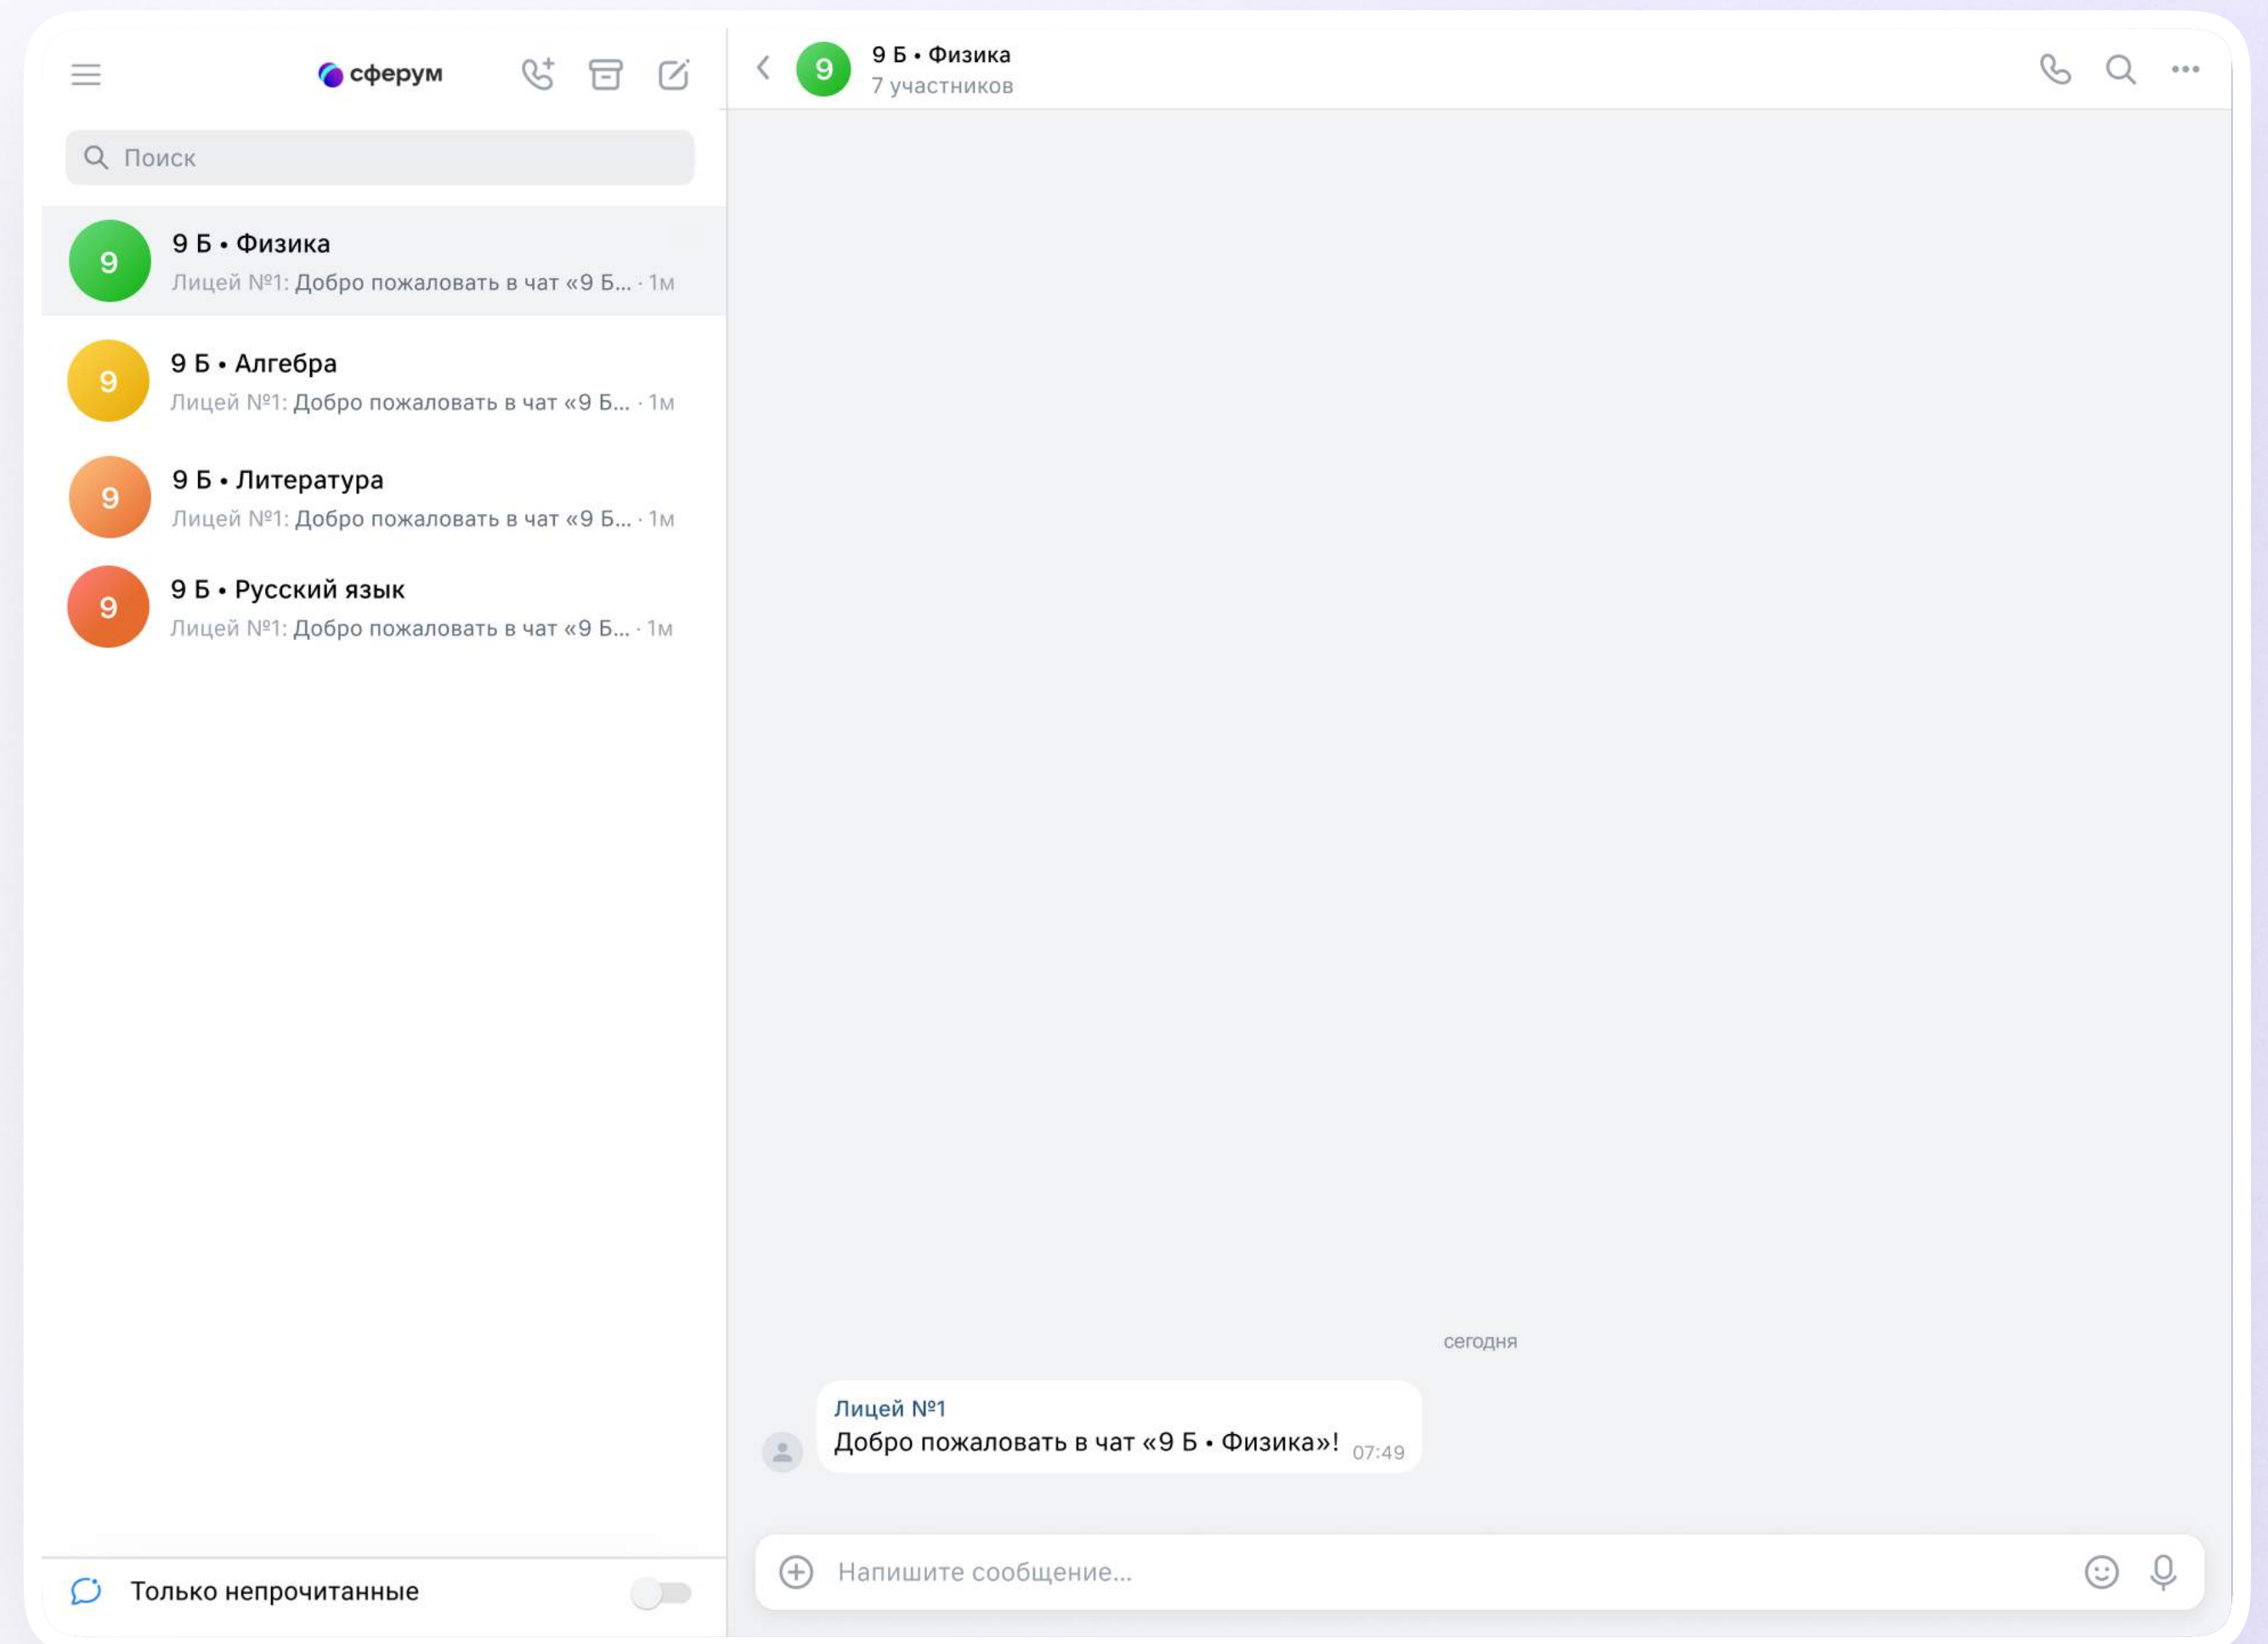 сферум
Поиск
9
9 Б • Физика
Лицей №1: Добро пожаловать в чат «9 Б... · 1м
9
9 Б • Алгебра
Лицей №1: Добро пожаловать в чат «9 Б... · 1м
9
9 Б • Литература
Лицей №1: Добро пожаловать в чат «9 Б... · 1м
9
9 Б • Русский язык
Лицей №1: Добро пожаловать в чат «9 Б... · 1м
Только непрочитанные
9
9 Б • Физика
7 участников
сегодня
Лицей №1
Добро пожаловать в чат «9 Б • Физика»! 07:49
Напишите сообщение...